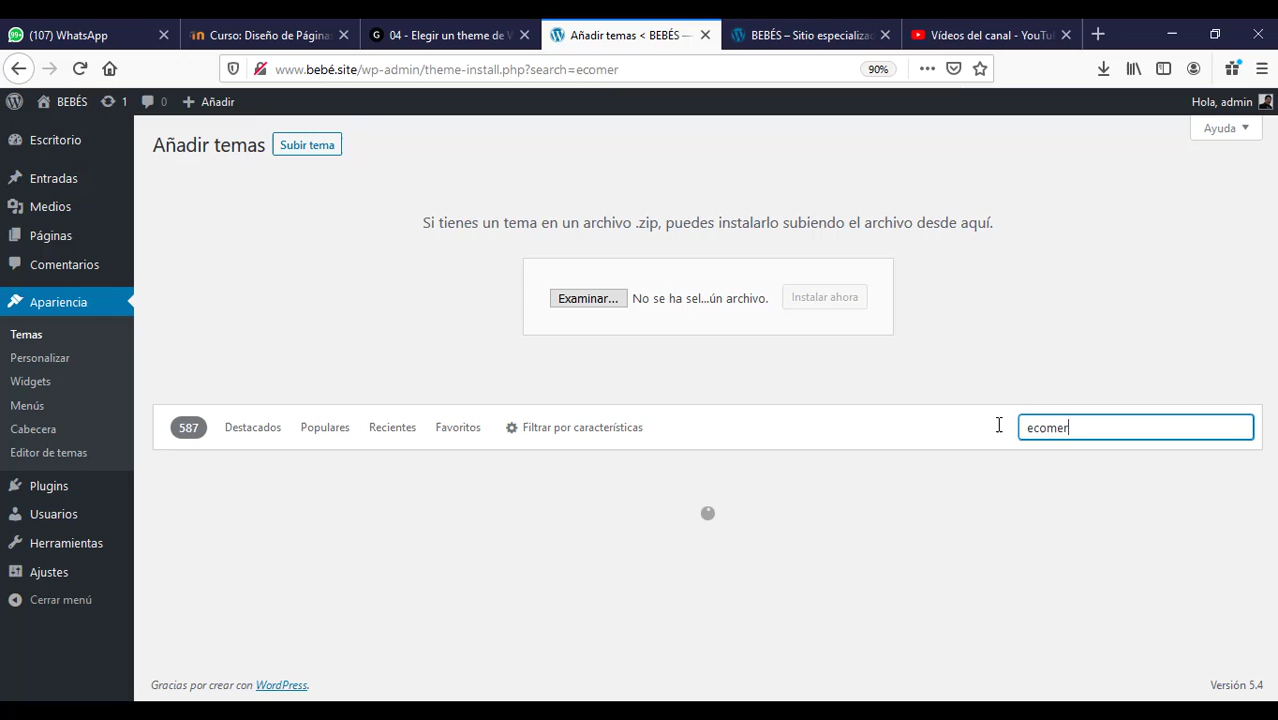 (107) WhatsApp
Curso: Diseño de Página
04 - Elegir un theme de W
Añadir temas < BEBÉS —
BEBÉS – Sitio especializad
Vídeos del canal - YouTu
www.bebé.site/wp-admin/theme-install.php?search=ecomer
90%
BEBÉS
1
0
Añadir
Hola, admin
Escritorio
Entradas
Medios
Páginas
Comentarios
Apariencia
Temas
Personalizar
Widgets
Menús
Cabecera
Editor de temas
Plugins
Usuarios
Herramientas
Ajustes
Cerrar menú
Añadir temas
Subir tema
Ayuda
Si tienes un tema en un archivo .zip, puedes instalarlo subiendo el archivo desde aquí.
Examinar... No se ha sel...ún archivo.
Instalar ahora
587
Destacados
Populares
Recientes
Favoritos
Filtrar por características
ecomer
Gracias por crear con WordPress.
Versión 5.4